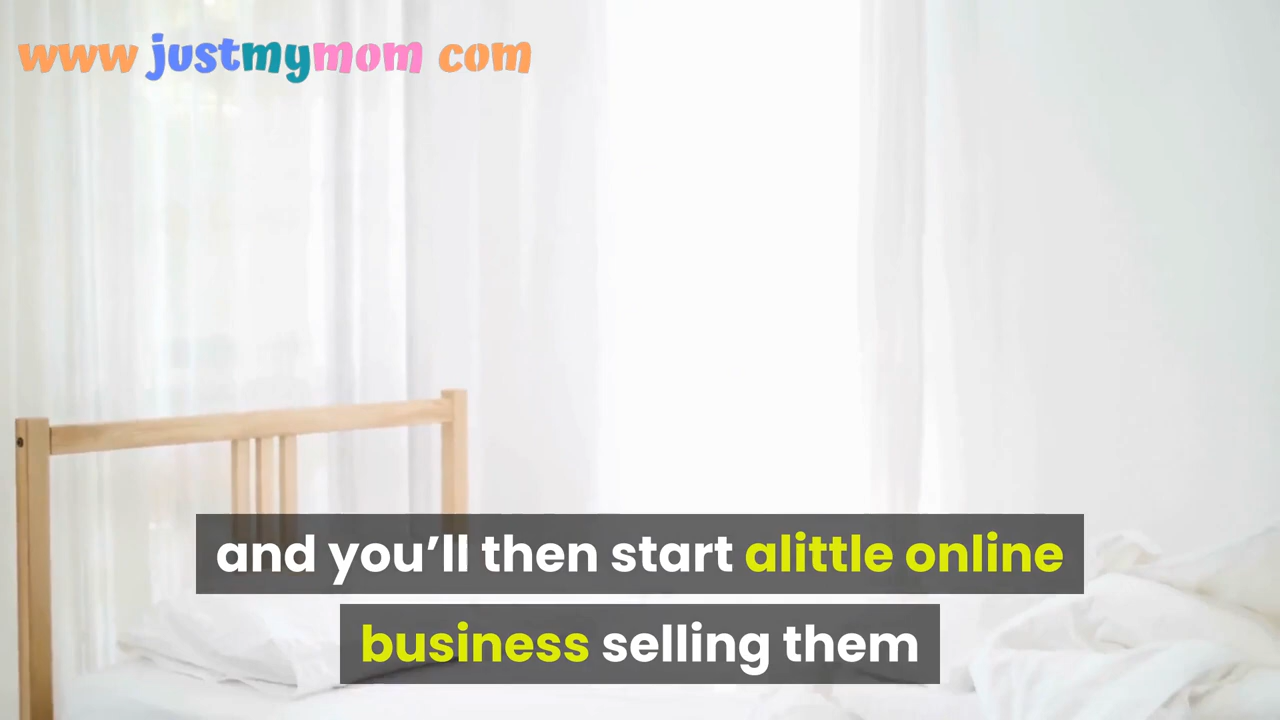 www justmymom com
and you’ll then start alittle online
business selling them